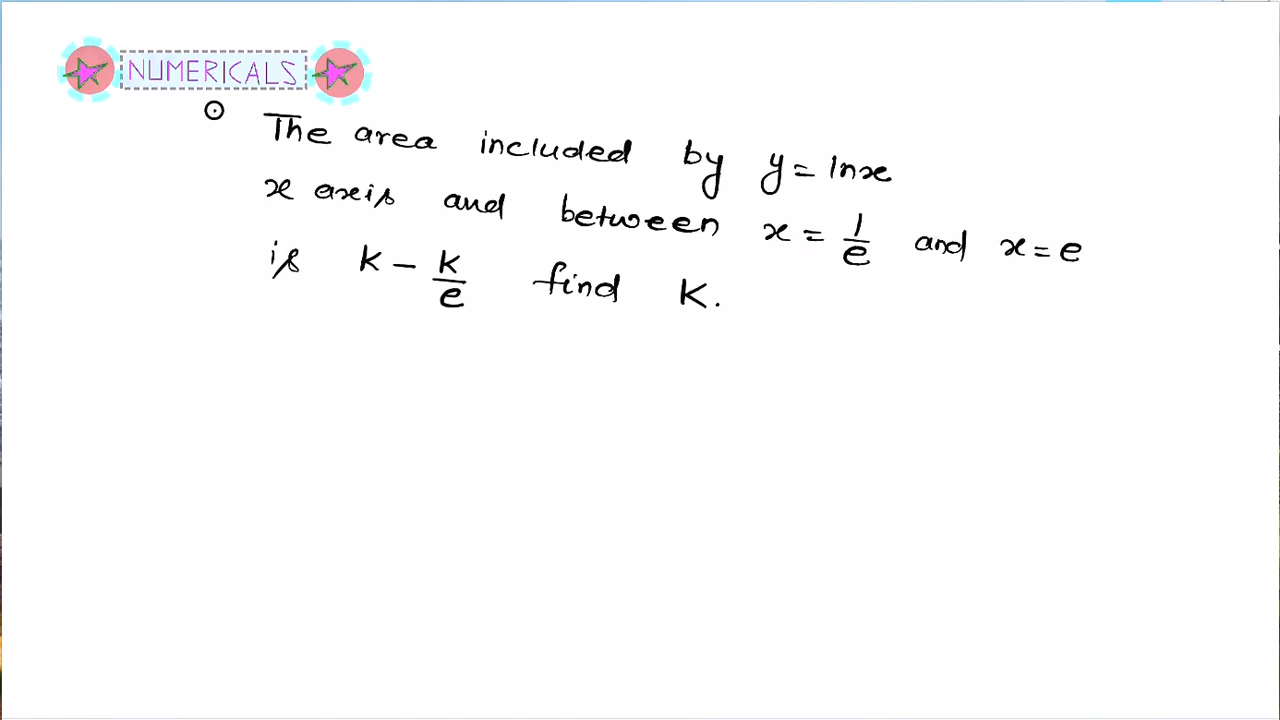 NUMERICALS
The area included by y = lnx
x axis and between x = 1/e and x = e
is k - k/e find K.